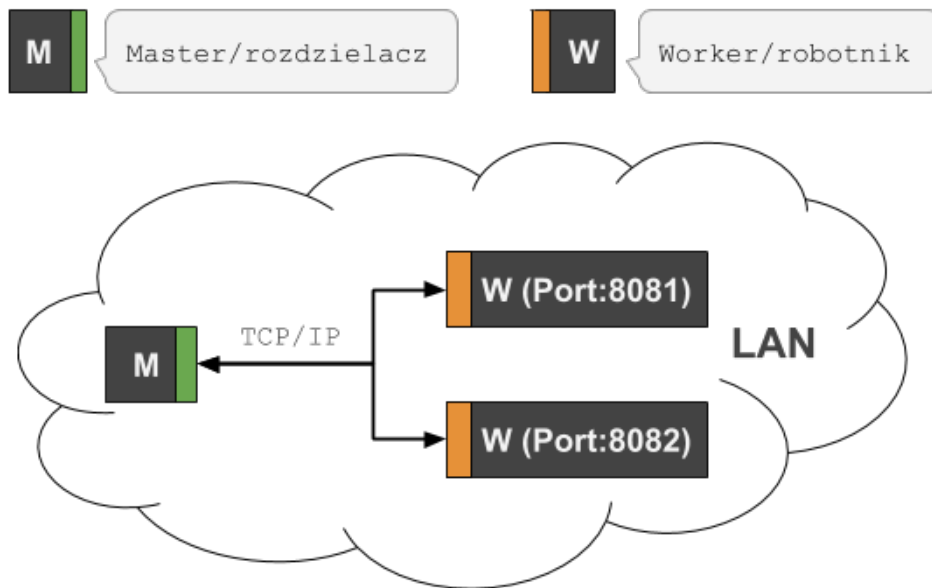 M
Master/rozdzielacz
W
Worker/robotnik
W (Port:8081)
TCP/IP
LAN
M
W (Port:8082)